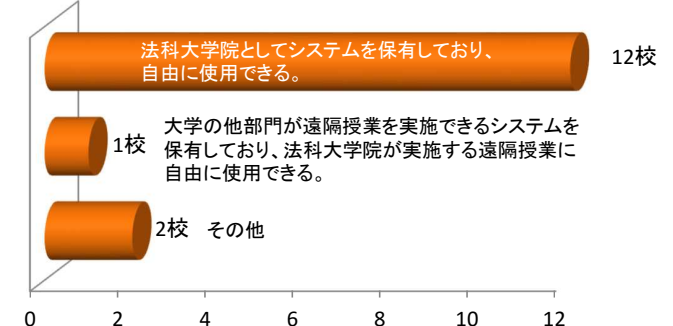 法科大学院としてシステムを保有しており、
自由に使用できる。
12校
1校
大学の他部門が遠隔授業を実施できるシステムを
保有しており、法科大学院が実施する遠隔授業に
自由に使用できる。
2校 その他
0 2 4 6 8 10 12